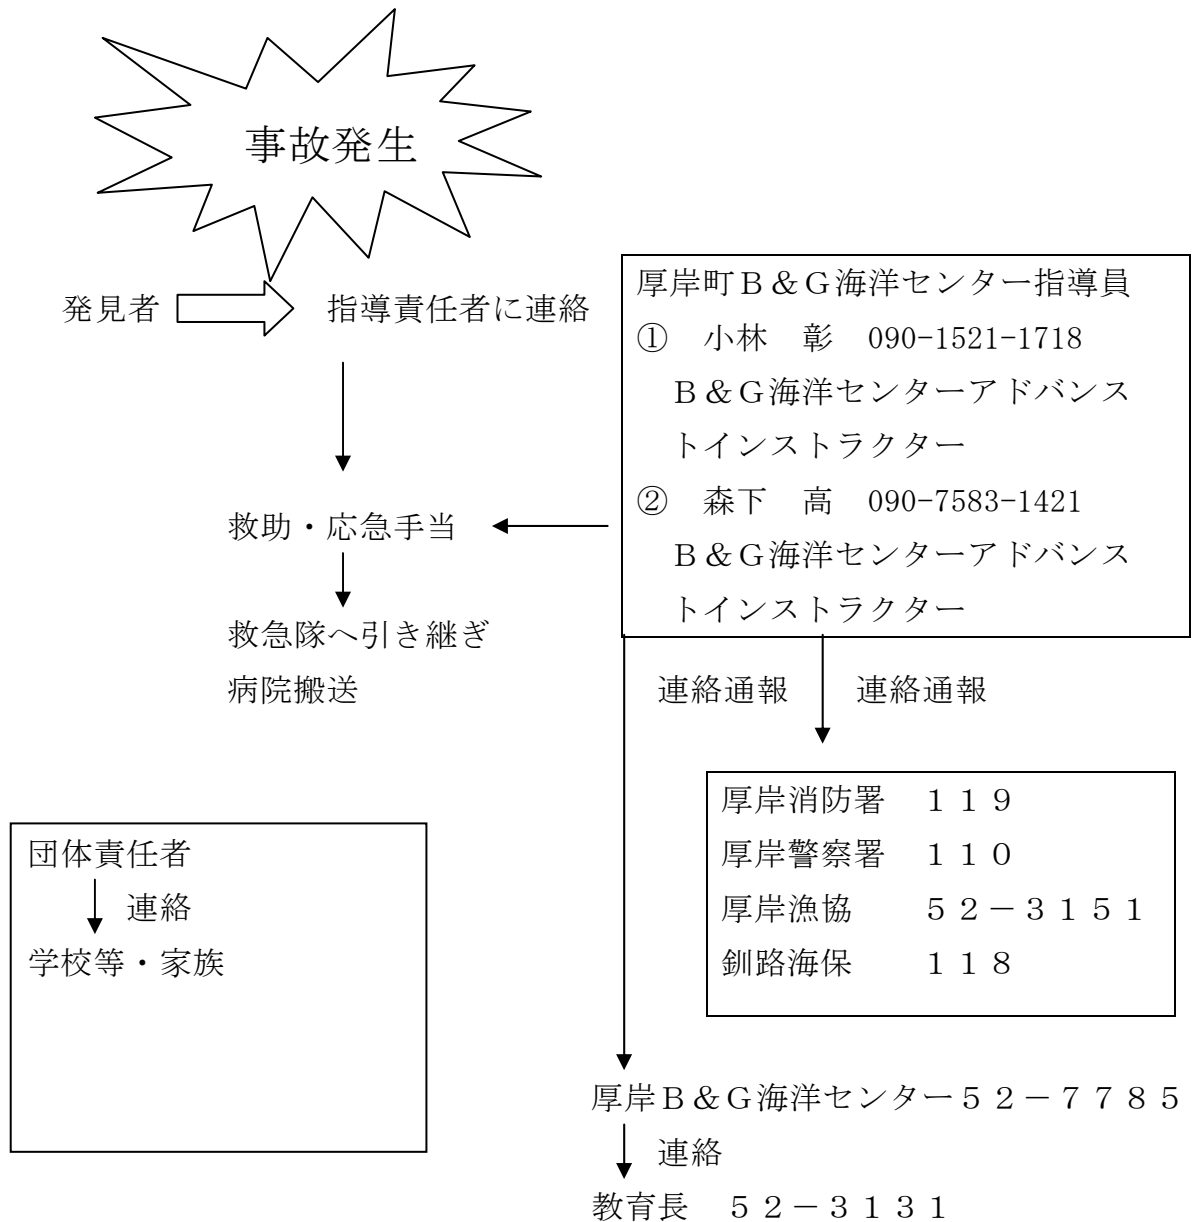 事故発生
発見者
指導責任者に連絡
厚岸町Ｂ＆Ｇ海洋センター指導員
①　小林　彰　090-1521-1718
Ｂ＆Ｇ海洋センターアドバンス
トインストラクター
②　森下　高　090-7583-1421
Ｂ＆Ｇ海洋センターアドバンス
トインストラクター
救助・応急手当
救急隊へ引き継ぎ
病院搬送
連絡通報
連絡通報
厚岸消防署　１１９
厚岸警察署　１１０
厚岸漁協　　５２－３１５１
釧路海保　　１１８
団体責任者
連絡
学校等・家族
厚岸Ｂ＆Ｇ海洋センター５２－７７８５
連絡
教育長　５２－３１３１